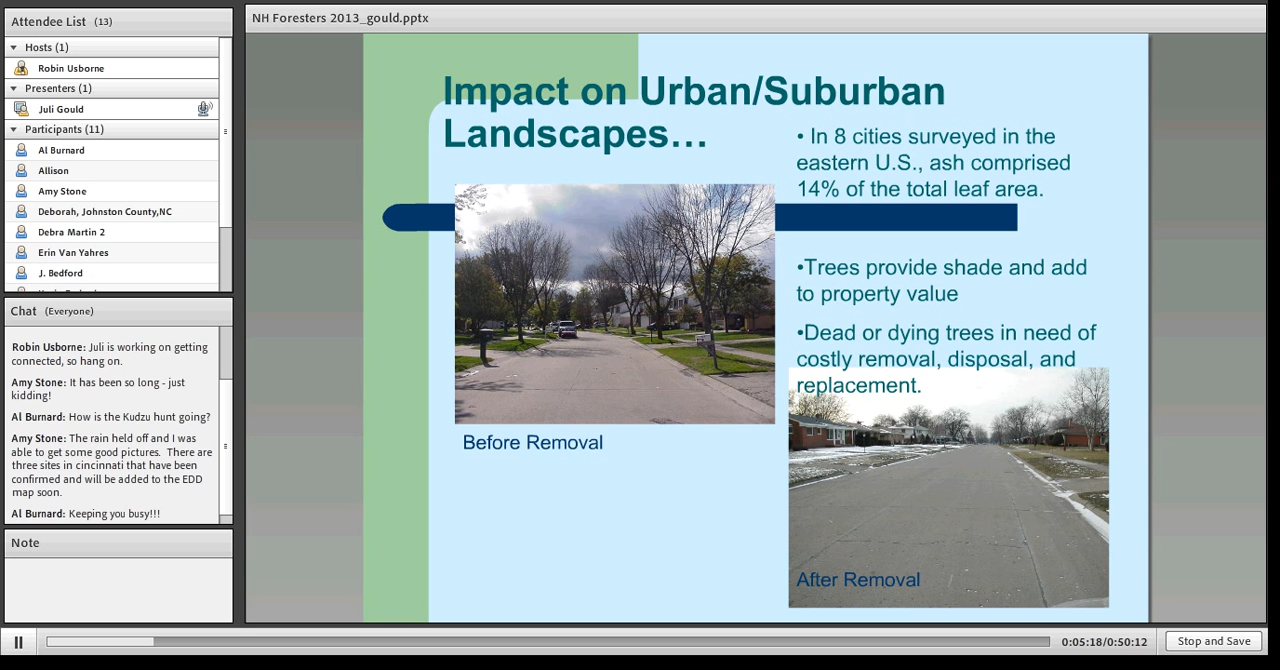 Attendee List (13)
Hosts (1)
Robin Usborne
Presenters (1)
Juli Gould
Participants (11)
Al Burnard
Allison
Amy Stone
Deborah, Johnston County,NC
Debra Martin 2
Erin Van Yahres
J. Bedford
Chat (Everyone)
Robin Usborne: Juli is working on getting
connected, so hang on.
Amy Stone: It has been so long - just
kidding!
Al Burnard: How is the Kudzu hunt going?
Amy Stone: The rain held off and I was
able to get some good pictures. There are
three sites in cincinnati that have been
confirmed and will be added to the EDD
map soon.
Al Burnard: Keeping you busy!!!
Note
NH Foresters 2013_gould.pptx
Impact on Urban/Suburban
Landscapes…
• In 8 cities surveyed in the
eastern U.S., ash comprised
14% of the total leaf area.
•Trees provide shade and add
to property value
•Dead or dying trees in need of
costly removal, disposal, and
replacement.
Before Removal
After Removal
0:05:18/0:50:12
Stop and Save